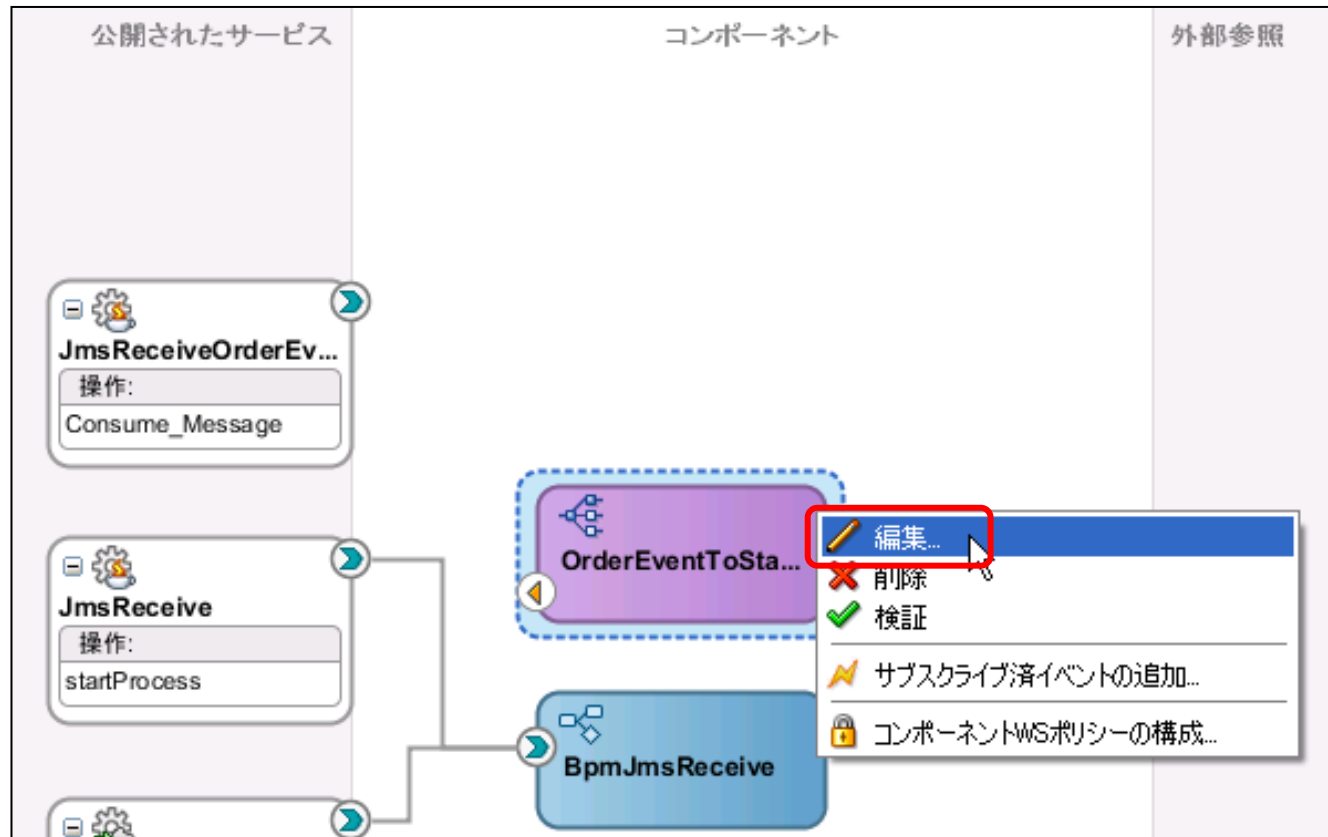 公開されたサービス
コンポーネント
外部参照
JmsReceiveOrderEv...
操作:
Consume_Message
JmsReceive
操作:
startProcess
OrderEventToSta...
BpmJmsReceive
編集...
削除
検証
サブスクライブ済イベントの追加...
コンポーネントWSポリシーの構成...